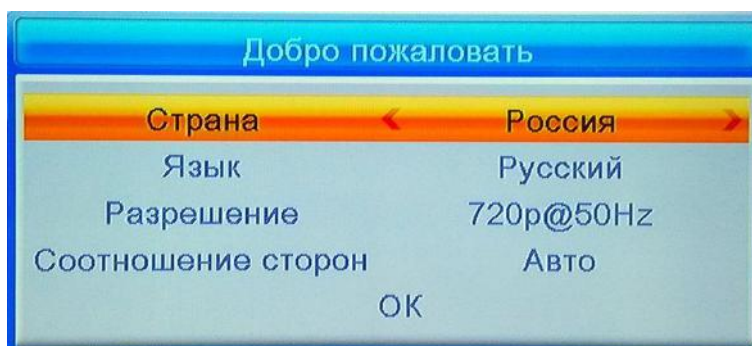 Добро пожаловать
Страна Россия
Язык Русский
Разрешение 720p@50Hz
Соотношение сторон Авто
OK